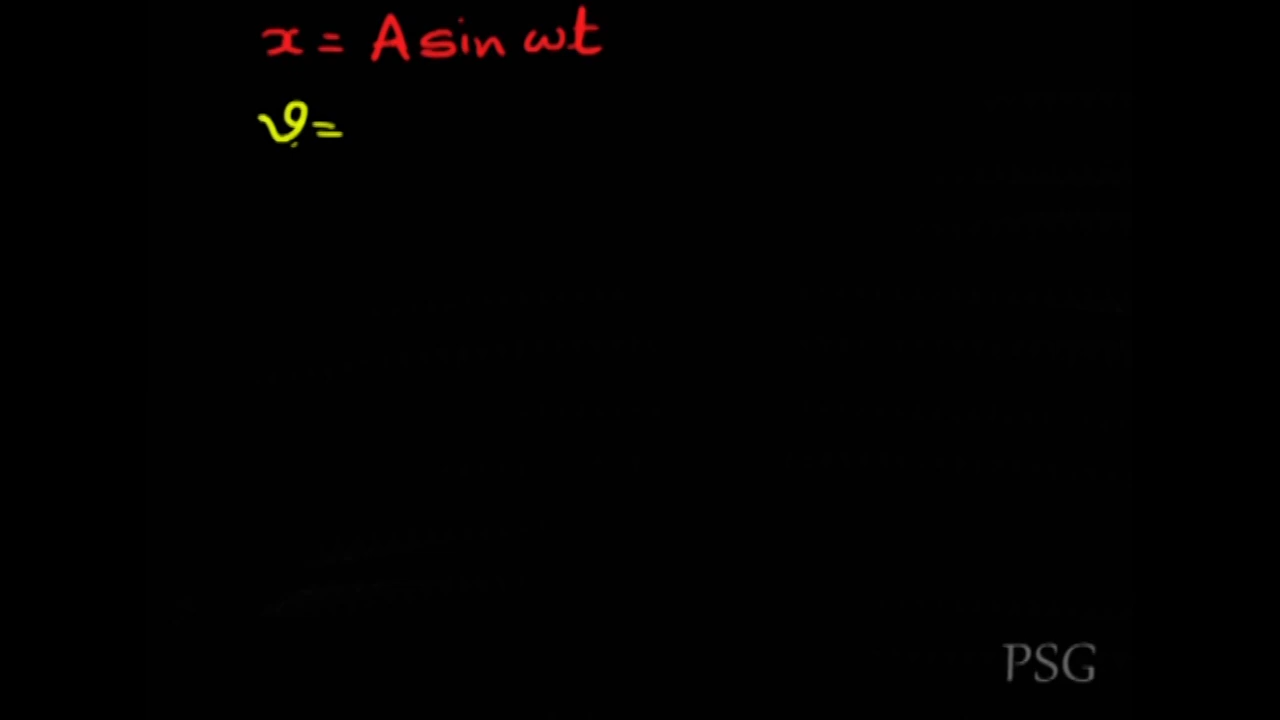 x = A sin ωt
v =
PSG